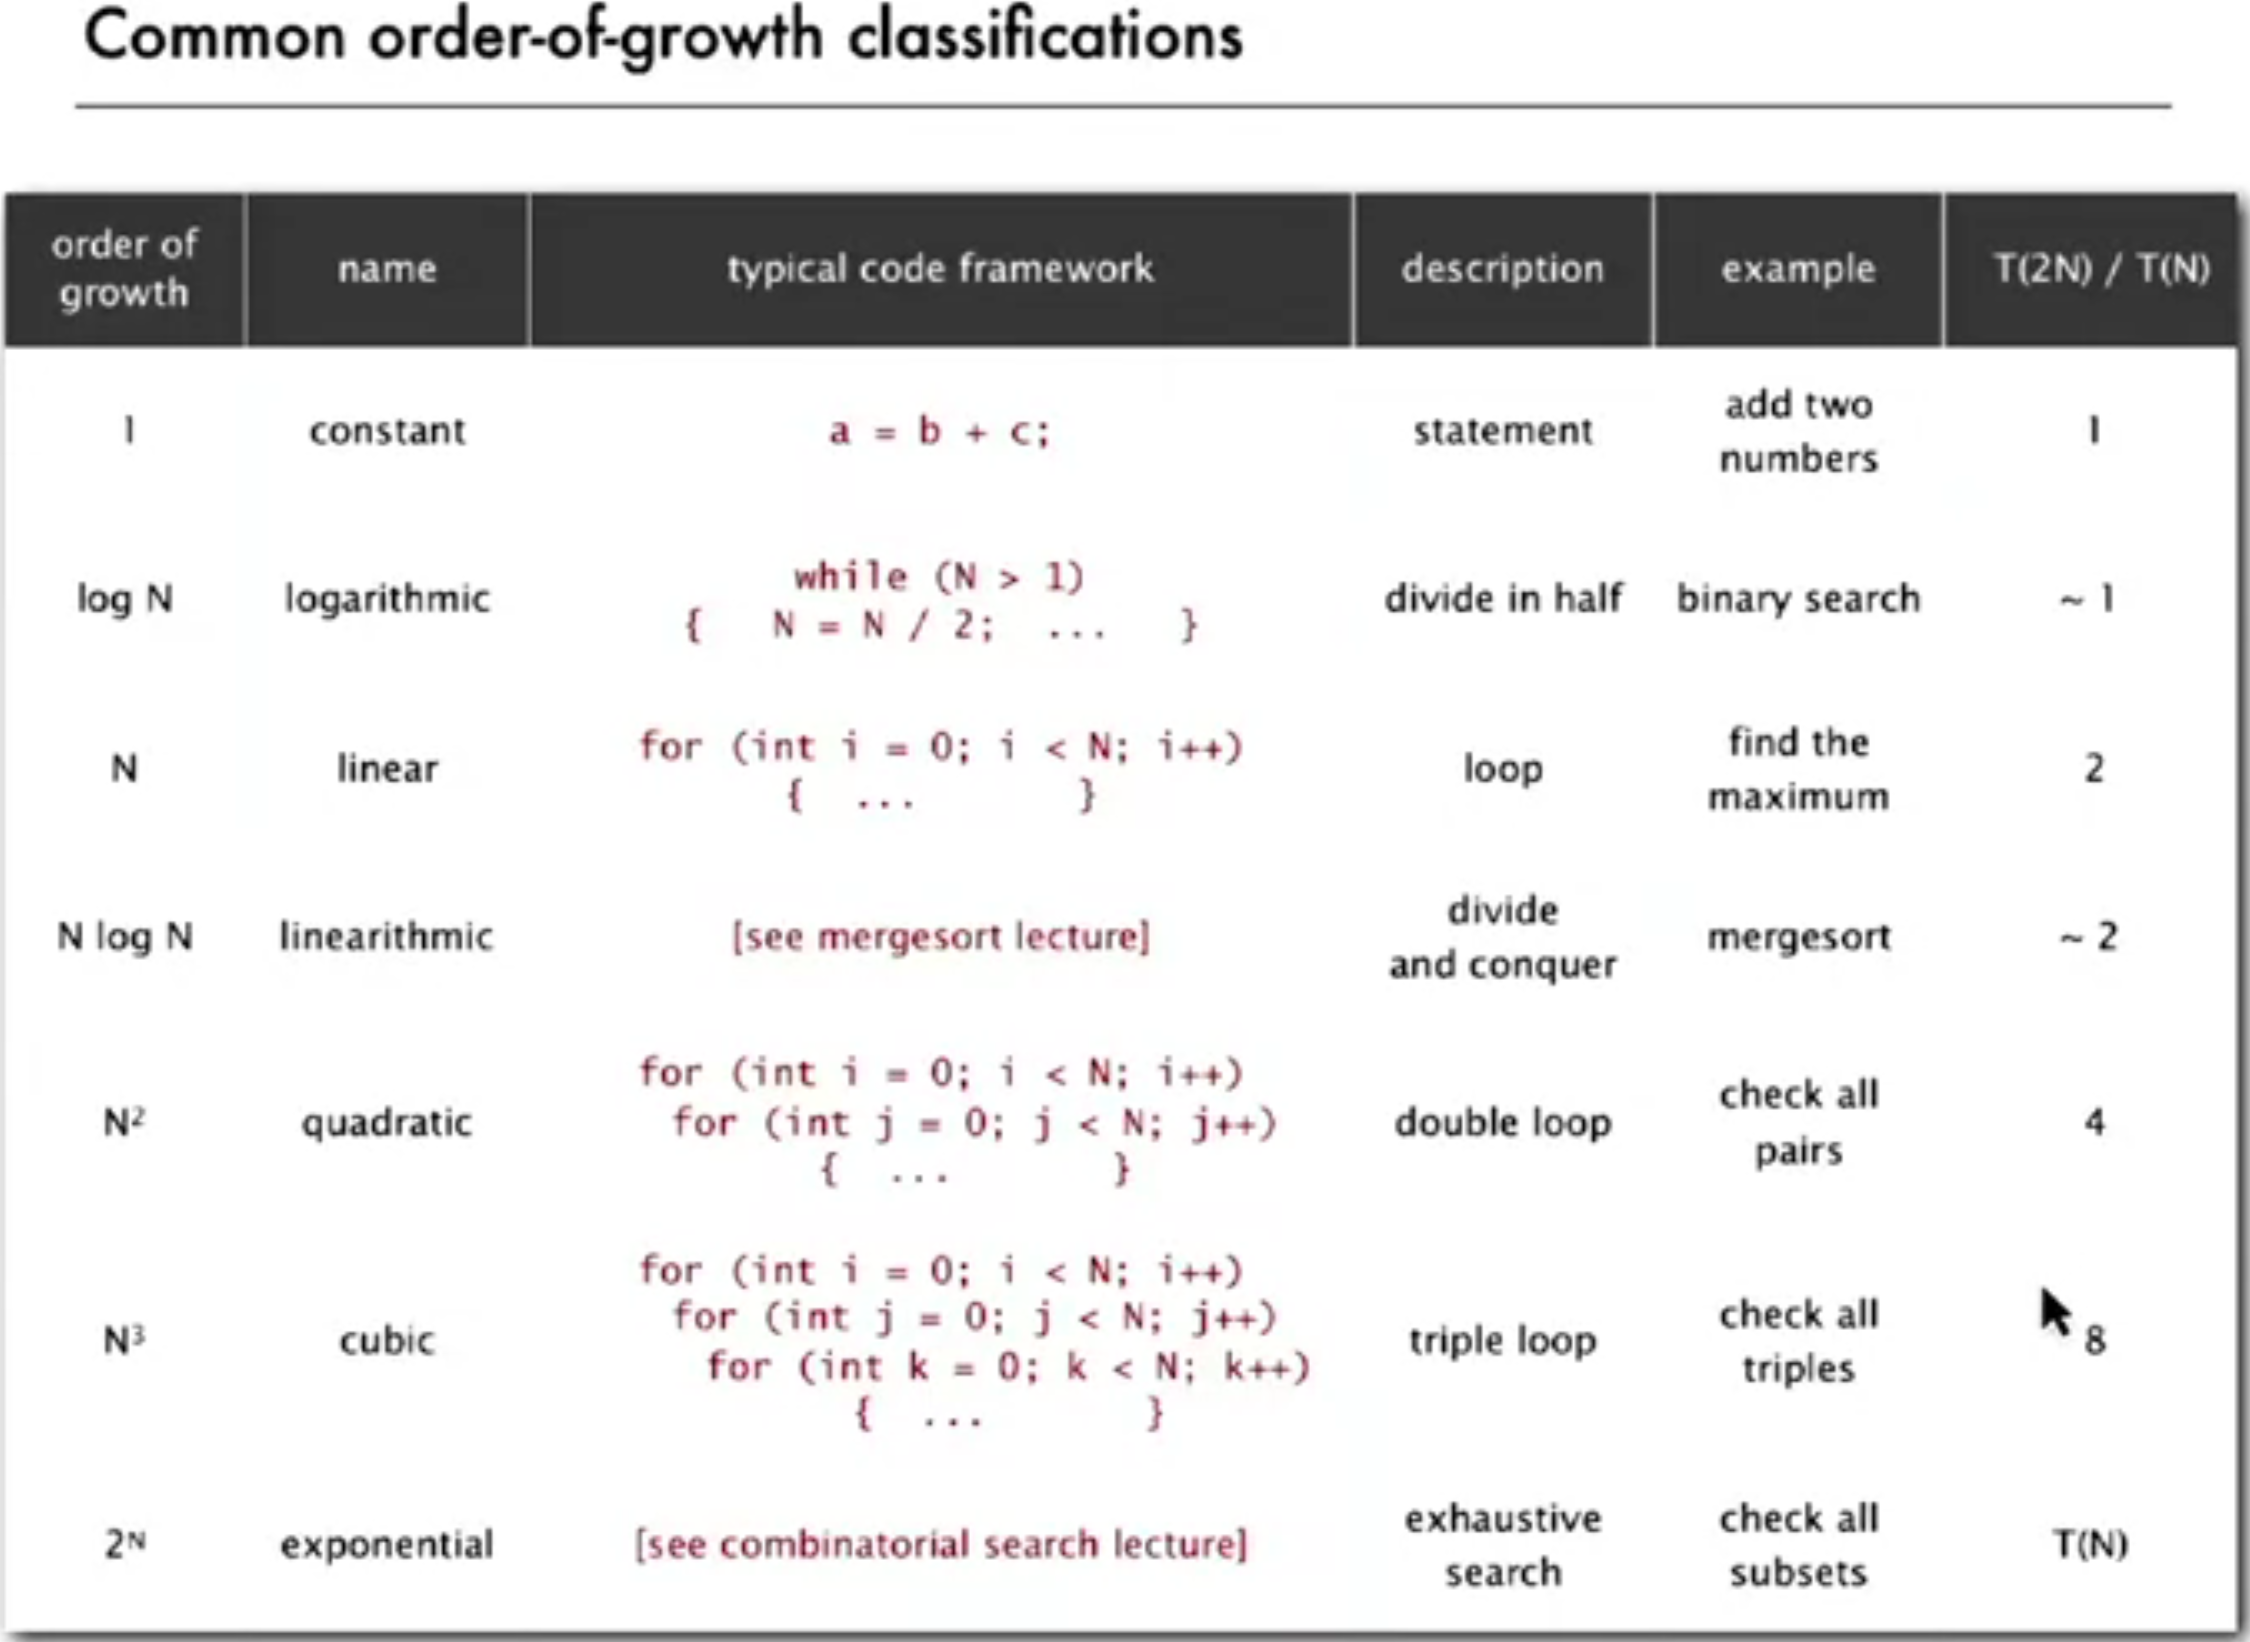 Common order-of-growth classifications
order of growth name typical code framework description example T(2N) / T(N)
1 constant a = b + c; statement add two numbers 1
log N logarithmic while (N > 1)
{ N = N / 2; ... } divide in half binary search ~ 1
N linear for (int i = 0; i < N; i++)
{ ... } loop find the maximum 2
N log N linearithmic [see mergesort lecture] divide and conquer mergesort ~ 2
N² quadratic for (int i = 0; i < N; i++)
for (int j = 0; j < N; j++)
{ ... } double loop check all pairs 4
N³ cubic for (int i = 0; i < N; i++)
for (int j = 0; j < N; j++)
for (int k = 0; k < N; k++)
{ ... } triple loop check all triples 8
2ᴺ exponential [see combinatorial search lecture] exhaustive search check all subsets T(N)